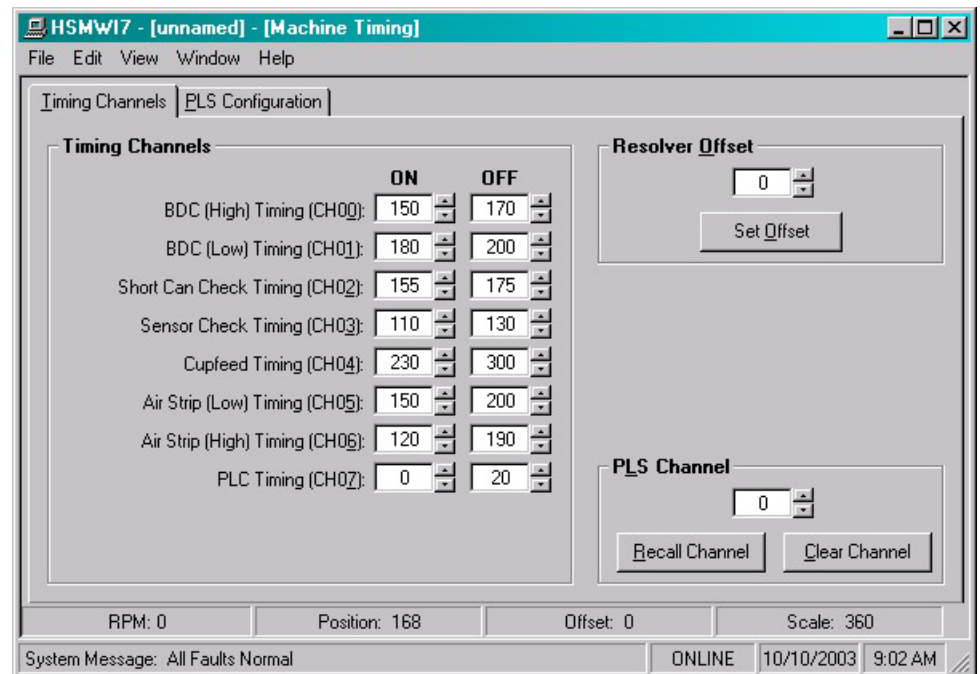 HSMWI7 - [unnamed] - [Machine Timing]
File Edit View Window Help
Timing Channels PLS Configuration
Timing Channels
ON OFF
BDC (High) Timing (CH00): 150 170
BDC (Low) Timing (CH01): 180 200
Short Can Check Timing (CH02): 155 175
Sensor Check Timing (CH03): 110 130
Cupfeed Timing (CH04): 230 300
Air Strip (Low) Timing (CH05): 150 200
Air Strip (High) Timing (CH06): 120 190
PLC Timing (CH07): 0 20
Resolver Offset
0
Set Offset
PLS Channel
0
Recall Channel Clear Channel
RPM: 0 Position: 168 Offset: 0 Scale: 360
System Message: All Faults Normal ONLINE 10/10/2003 9:02 AM